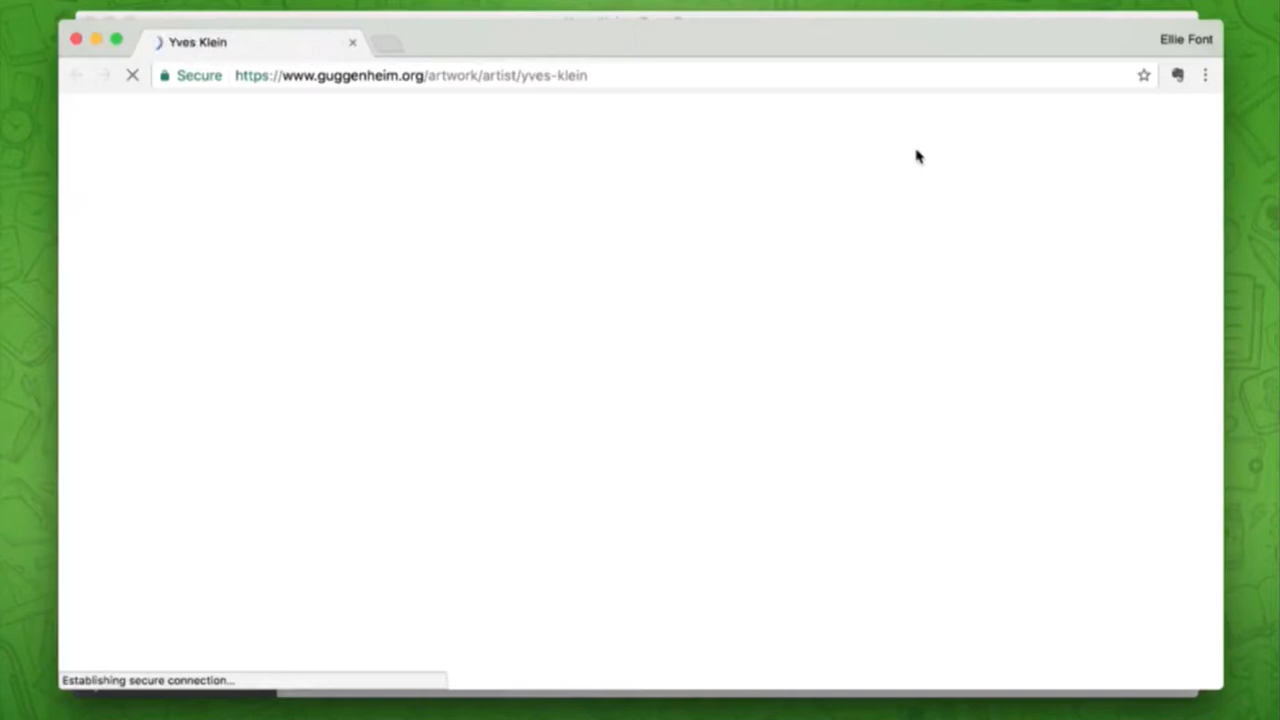 Yves Klein
Ellie Font
Secure https://www.guggenheim.org/artwork/artist/yves-klein
Establishing secure connection...